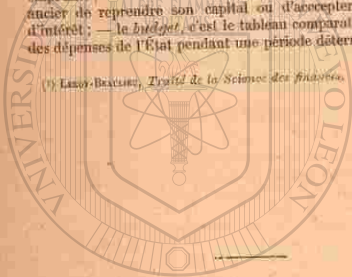 ancier de reprendre son capital ou d'accepter
d'intérêt ; — le budget, c'est le tableau comparat
des dépenses de l'État pendant une période déter
(1) LEROY-BEAULIEU, Traité de la Science des finances.